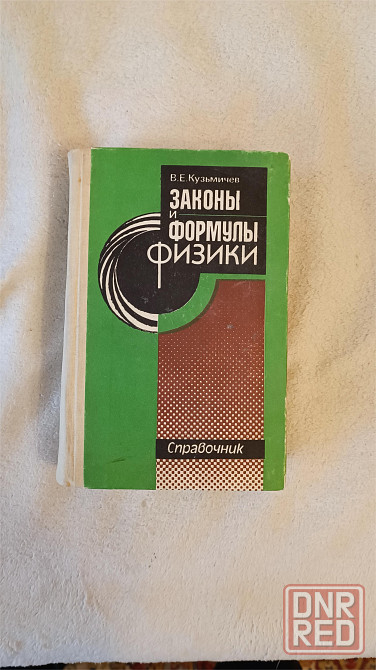 В.Е.Кузьмичев
ЗАКОНЫ
и
ФОРМУЛЫ
ФИЗИКИ
Справочник
DNR
RED